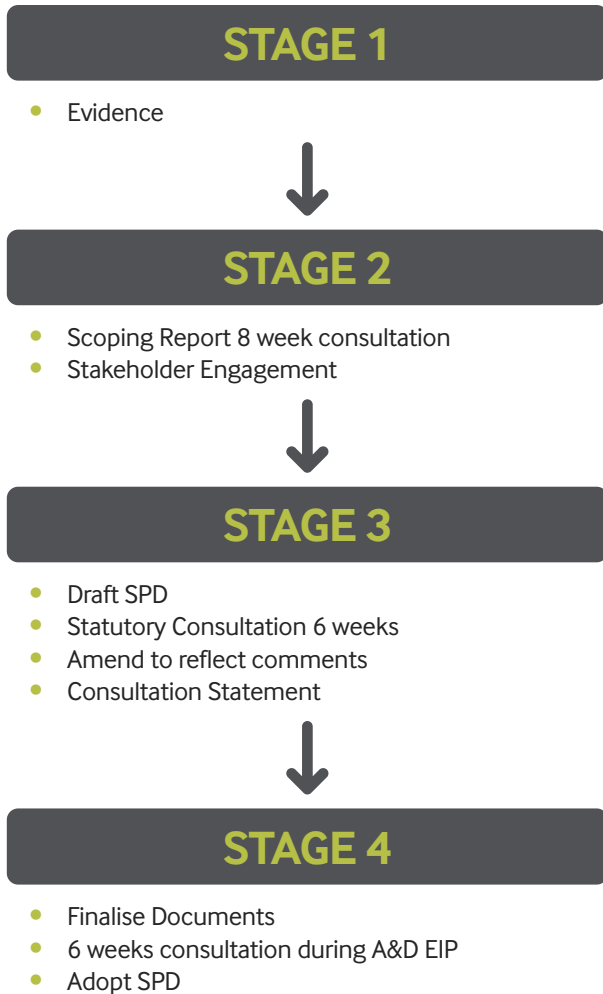 STAGE 1
• Evidence
STAGE 2
• Scoping Report 8 week consultation
• Stakeholder Engagement
STAGE 3
• Draft SPD
• Statutory Consultation 6 weeks
• Amend to reflect comments
• Consultation Statement
STAGE 4
• Finalise Documents
• 6 weeks consultation during A&D EIP
• Adopt SPD